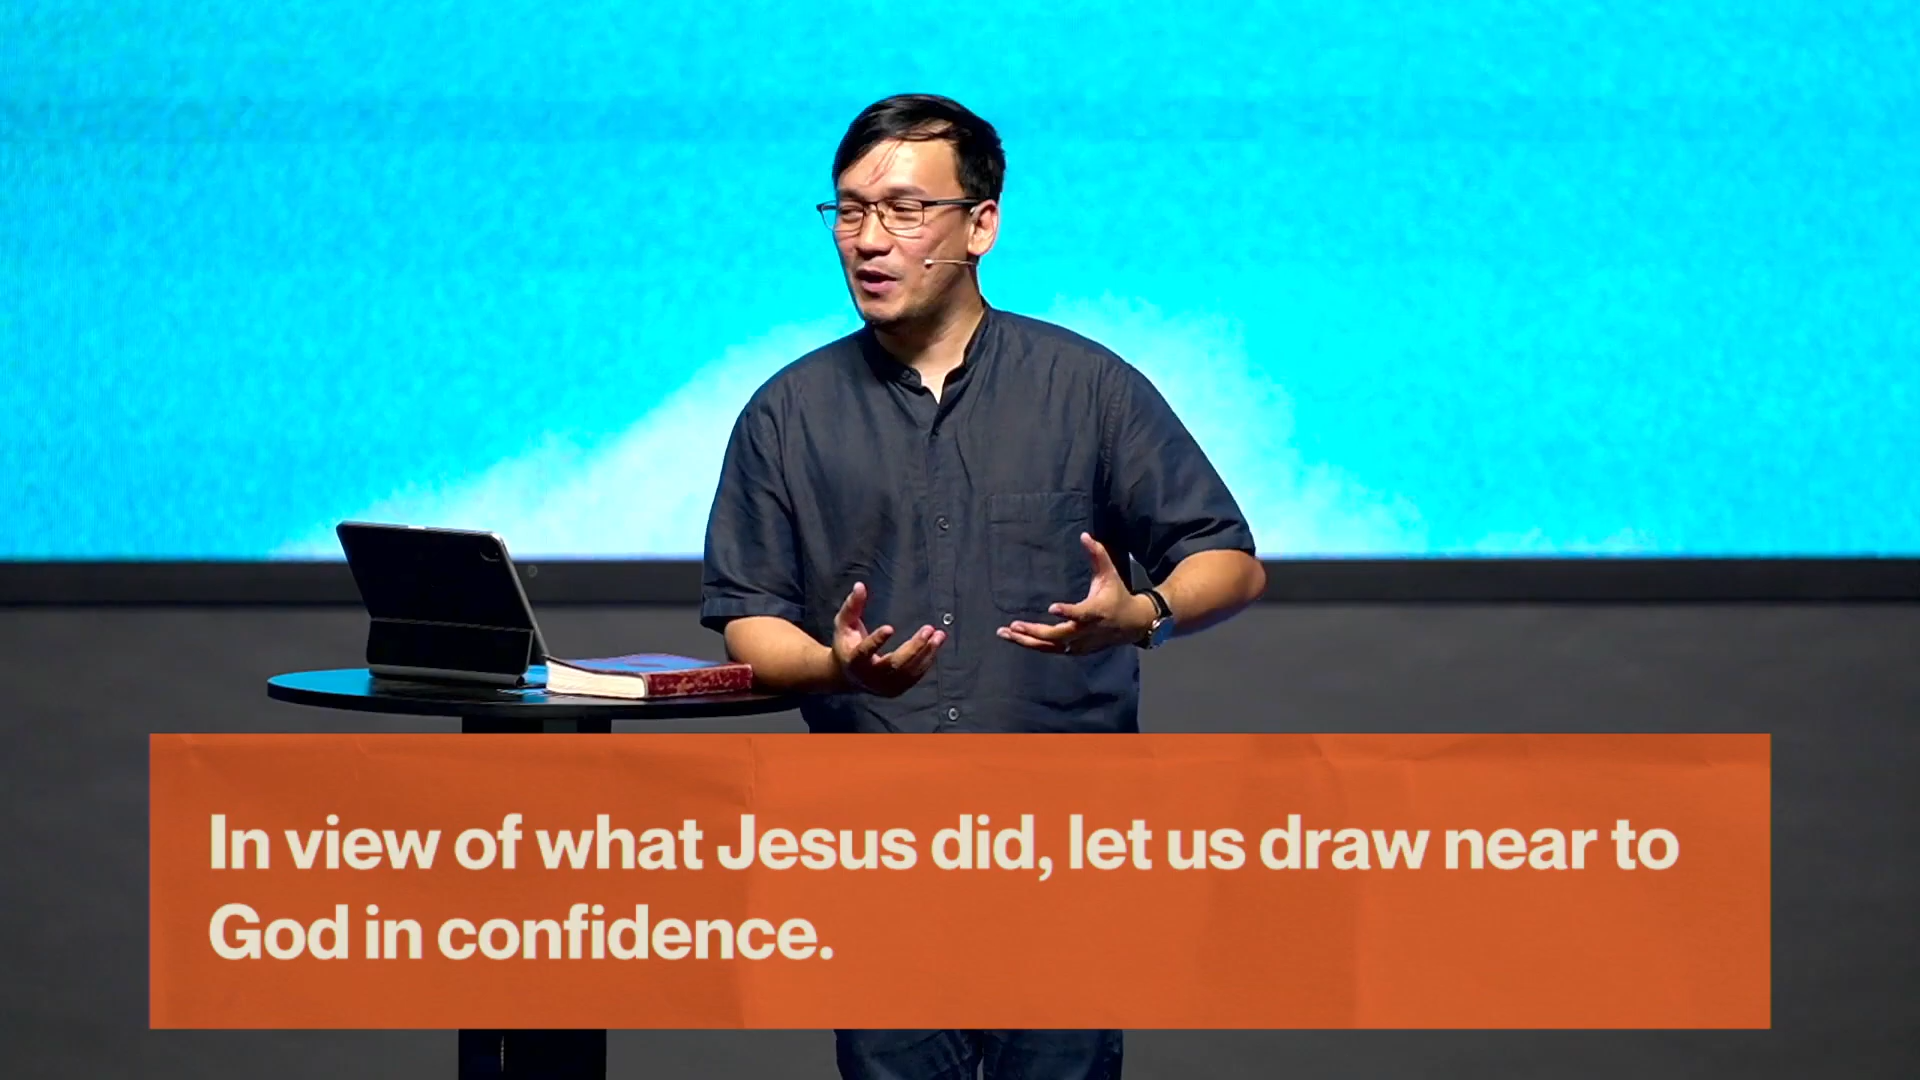 In view of what Jesus did, let us draw near to
God in confidence.